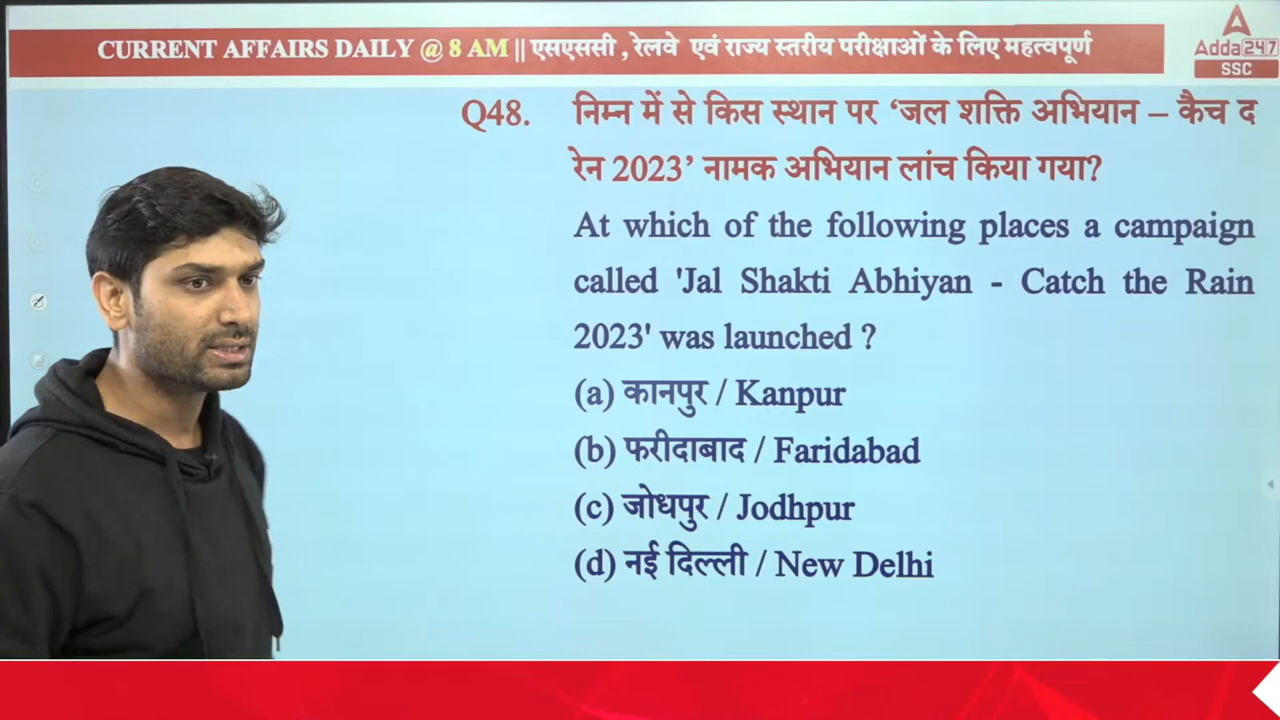 CURRENT AFFAIRS DAILY @ 8 AM || एसएससी , रेलवे एवं राज्य स्तरीय परीक्षाओं के लिए महत्वपूर्ण
Adda247
SSC
Q48. निम्न में से किस स्थान पर ‘जल शक्ति अभियान – कैच द
रेन 2023’ नामक अभियान लांच किया गया?
At which of the following places a campaign
called 'Jal Shakti Abhiyan - Catch the Rain
2023' was launched ?
(a) कानपुर / Kanpur
(b) फरीदाबाद / Faridabad
(c) जोधपुर / Jodhpur
(d) नई दिल्ली / New Delhi